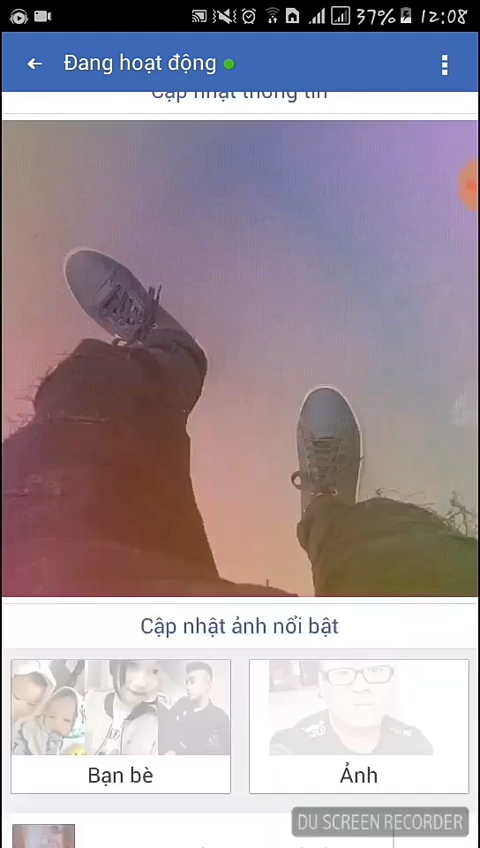 37% 12:08
Đang hoạt động
Cập nhật thông tin
Cập nhật ảnh nổi bật
Bạn bè
Ảnh
DU SCREEN RECORDER